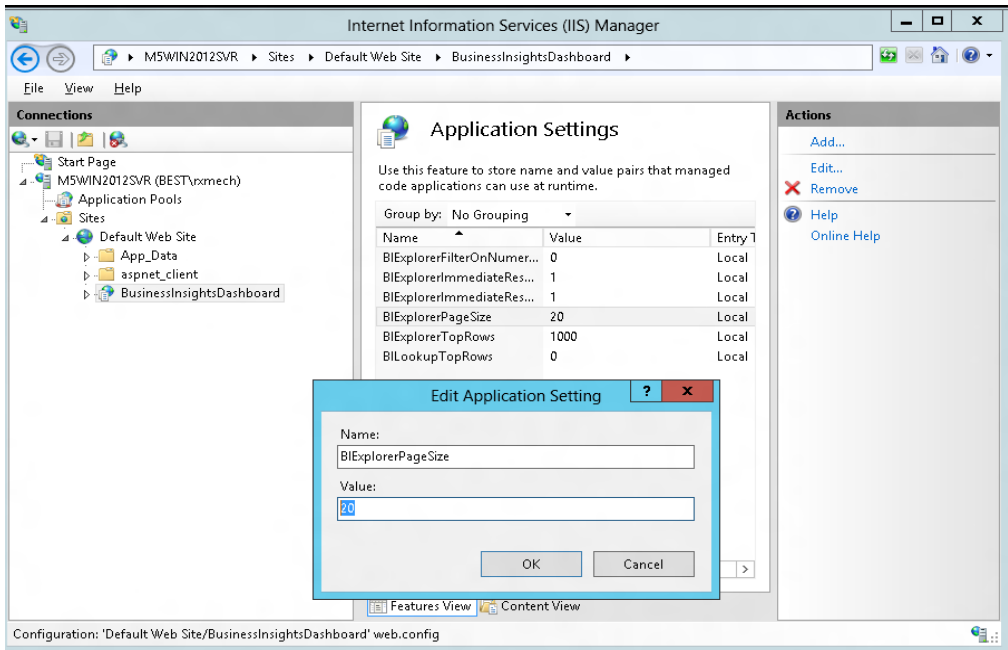 Internet Information Services (IIS) Manager
M5WIN2012SVR Sites Default Web Site BusinessInsightsDashboard
File View Help
Connections
Start Page
M5WIN2012SVR (BEST\rxmech)
Application Pools
Sites
Default Web Site
App_Data
aspnet_client
BusinessInsightsDashboard
Application Settings
Use this feature to store name and value pairs that managed
code applications can use at runtime.
Group by: No Grouping
Name Value Entry T
BIExplorerFilterOnNumer... 0 Local
BIExplorerImmediateRes... 1 Local
BIExplorerImmediateRes... 1 Local
BIExplorerPageSize 20 Local
BIExplorerTopRows 1000 Local
BILookupTopRows 0 Local
Edit Application Setting ? x
Name:
BIExplorerPageSize
Value:
20
OK Cancel
Features View Content View
Actions
Add...
Edit...
Remove
Help
Online Help
Configuration: 'Default Web Site/BusinessInsightsDashboard' web.config